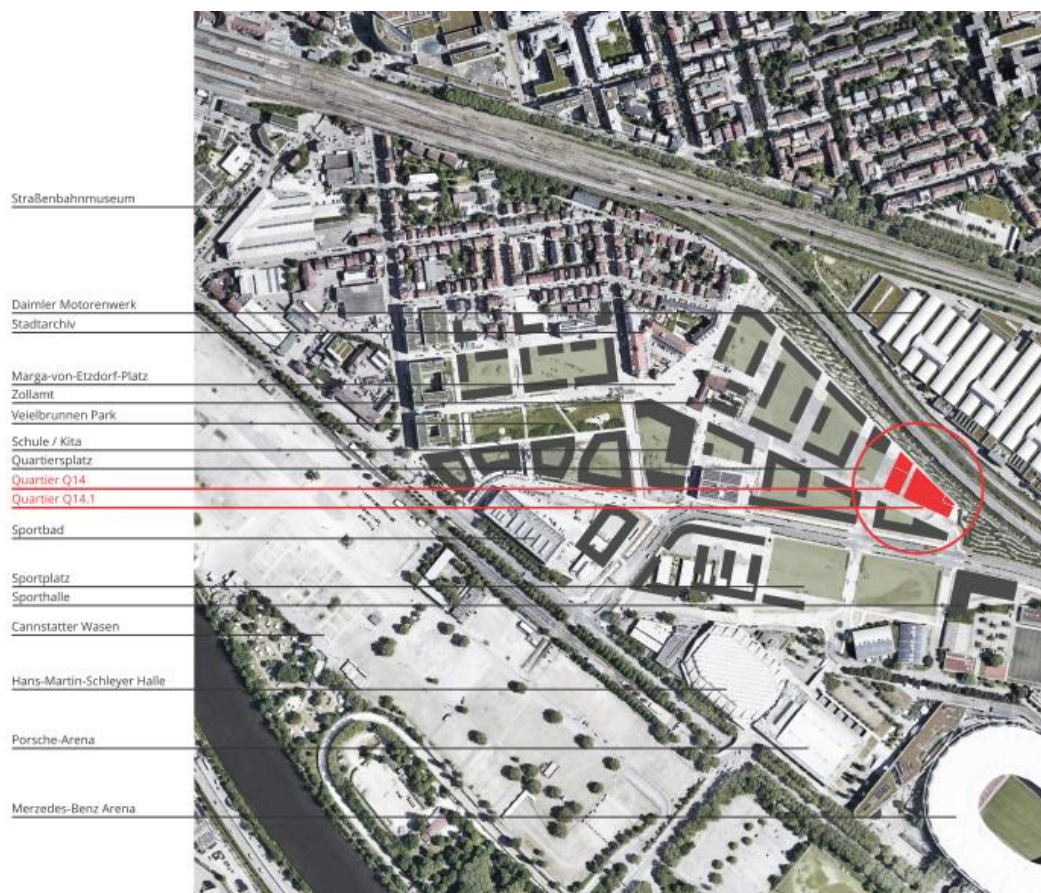 Straßenbahnmuseum
Daimler Motorenwerk
Stadtarchiv
Marga-von-Etzdorf-Platz
Zollamt
Veielbrunnen Park
Schule / Kita
Quartiersplatz
Quartier Q14
Quartier Q14.1
Sportbad
Sportplatz
Sporthalle
Cannstatter Wasen
Hans-Martin-Schleyer Halle
Porsche-Arena
Merzedes-Benz Arena